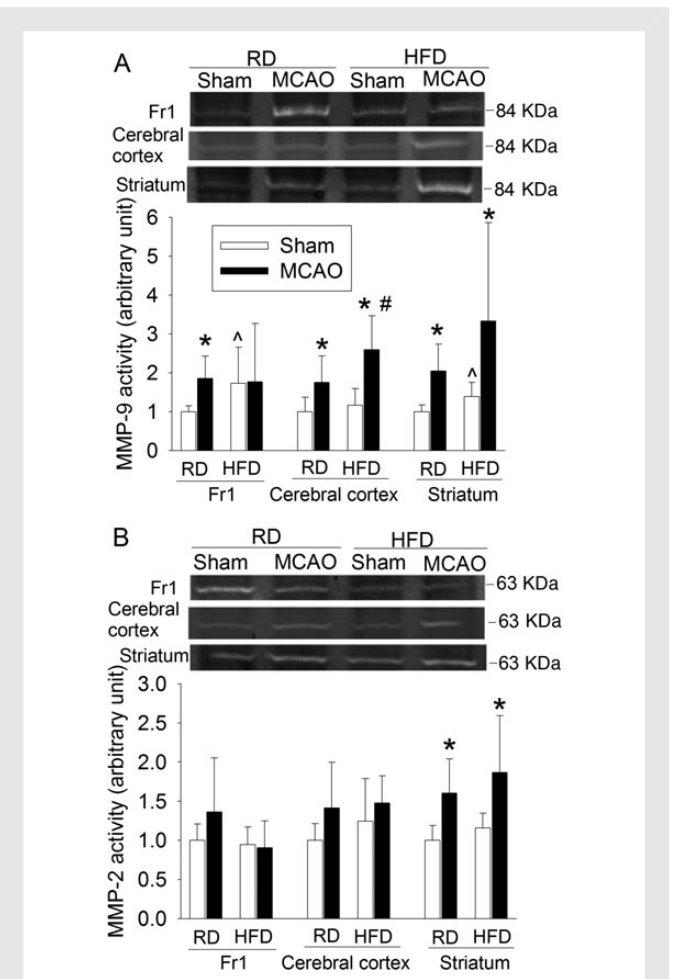 A
RD HFD
Sham MCAO Sham MCAO
Fr1 -84 KDa
Cerebral
cortex -84 KDa
Striatum -84 KDa
MMP-9 activity (arbitrary unit)
6
5
4
3
2
1
0
Sham
MCAO
* ^ * * # * ^ *
RD HFD RD HFD RD HFD
Fr1 Cerebral cortex Striatum
B
RD HFD
Sham MCAO Sham MCAO
Fr1 -63 KDa
Cerebral
cortex -63 KDa
Striatum -63 KDa
MMP-2 activity (arbitrary unit)
3.0
2.5
2.0
1.5
1.0
0.5
0.0
* *
RD HFD RD HFD RD HFD
Fr1 Cerebral cortex Striatum